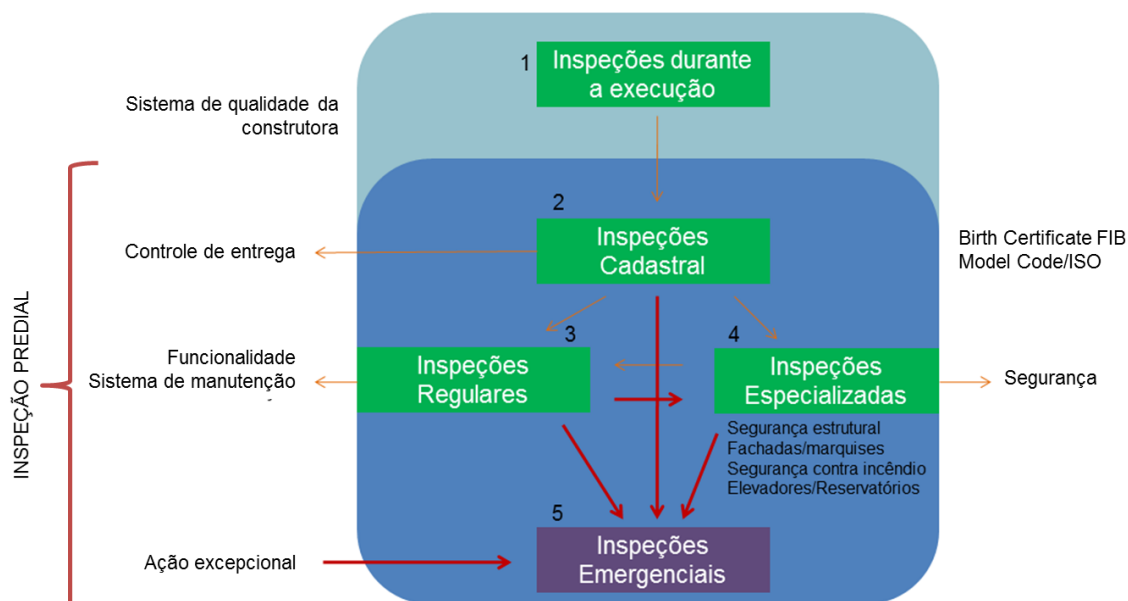 1
Inspeções durante
a execução
Sistema de qualidade da
construtora
2
Inspeções
Cadastral
Controle de entrega
Birth Certificate FIB
Model Code/ISO
INSPEÇÃO PREDIAL
3
Inspeções
Regulares
Funcionalidade
Sistema de manutenção
4
Inspeções
Especializadas
Segurança
Segurança estrutural
Fachadas/marquises
Segurança contra incêndio
Elevadores/Reservatórios
5
Inspeções
Emergenciais
Ação excepcional